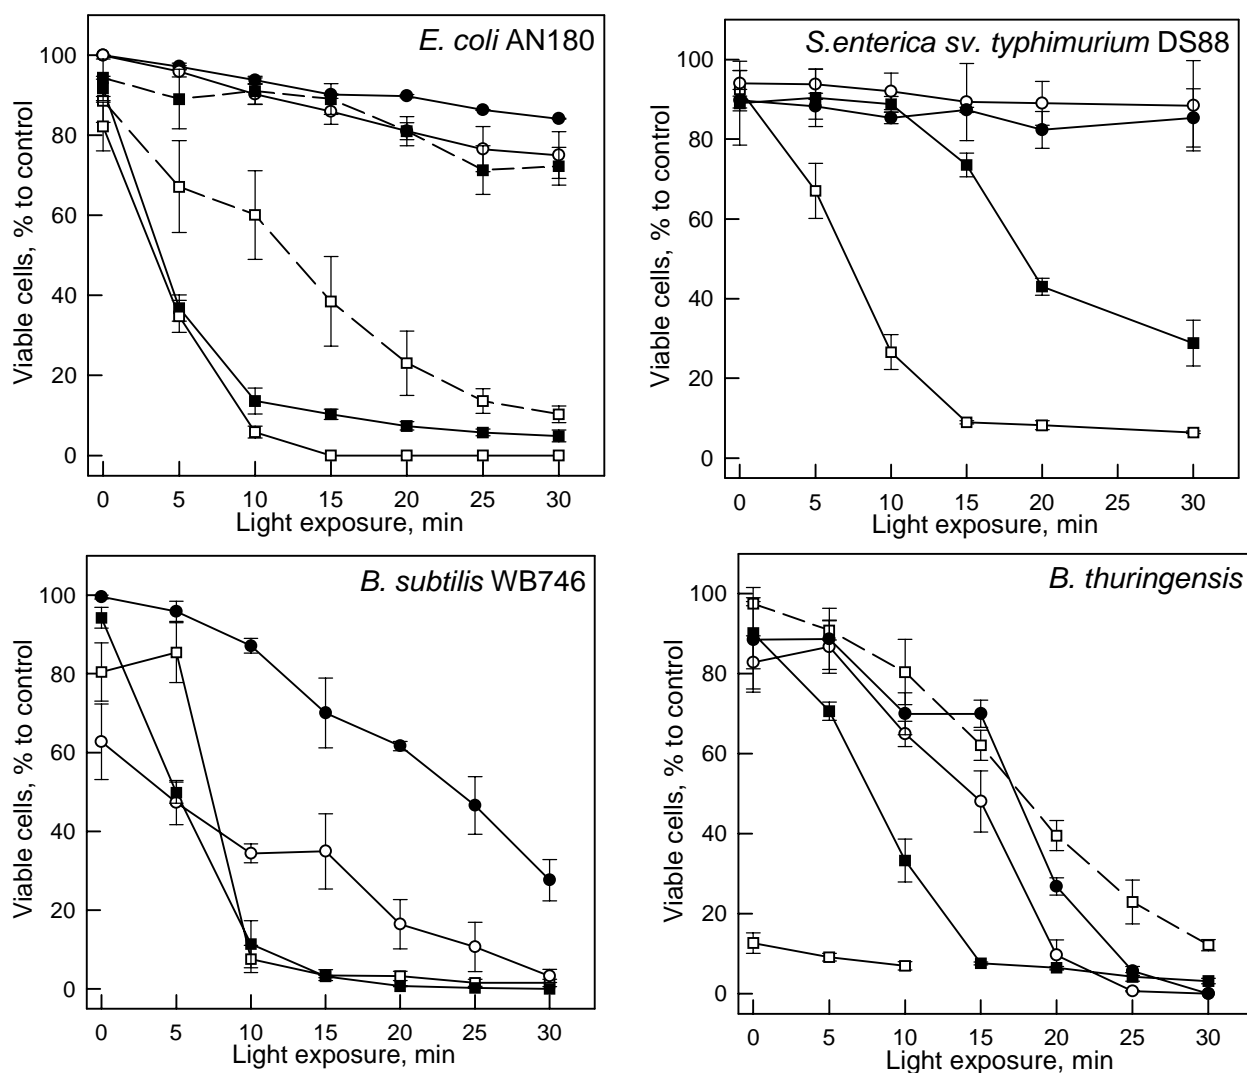 E. coli AN180
Viable cells, % to control
100
80
60
40
20
0
0 5 10 15 20 25 30
Light exposure, min
S.enterica sv. typhimurium DS88
Viable cells, % to control
100
80
60
40
20
0
0 5 10 15 20 25 30
Light exposure, min
B. subtilis WB746
Viable cells, % to control
100
80
60
40
20
0
0 5 10 15 20 25 30
Light exposure, min
B. thuringensis
Viable cells, % to control
100
80
60
40
20
0
0 5 10 15 20 25 30
Light exposure, min